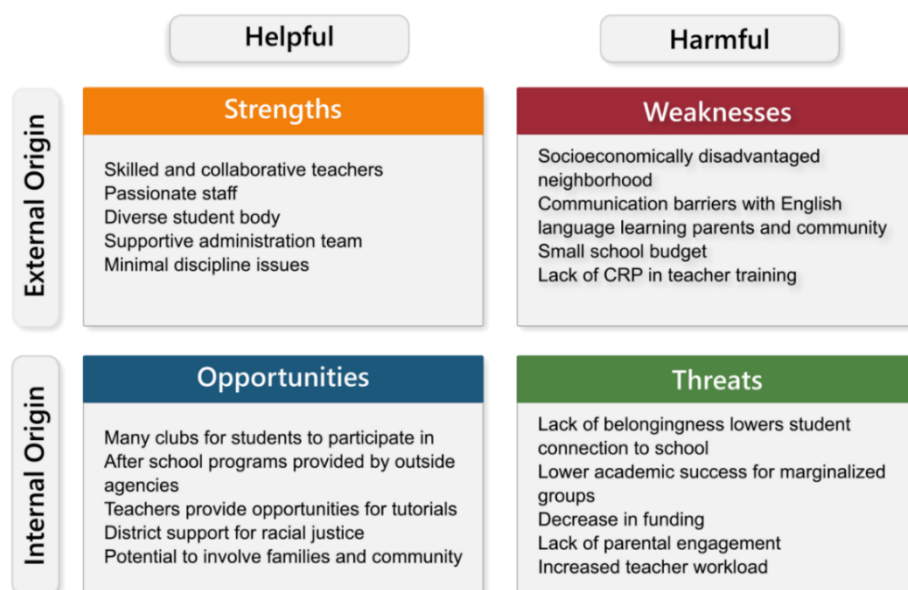 Helpful
Harmful
External Origin
Strengths
Skilled and collaborative teachers
Passionate staff
Diverse student body
Supportive administration team
Minimal discipline issues
Weaknesses
Socioeconomically disadvantaged
neighborhood
Communication barriers with English
language learning parents and community
Small school budget
Lack of CRP in teacher training
Internal Origin
Opportunities
Many clubs for students to participate in
After school programs provided by outside
agencies
Teachers provide opportunities for tutorials
District support for racial justice
Potential to involve families and community
Threats
Lack of belongingness lowers student
connection to school
Lower academic success for marginalized
groups
Decrease in funding
Lack of parental engagement
Increased teacher workload